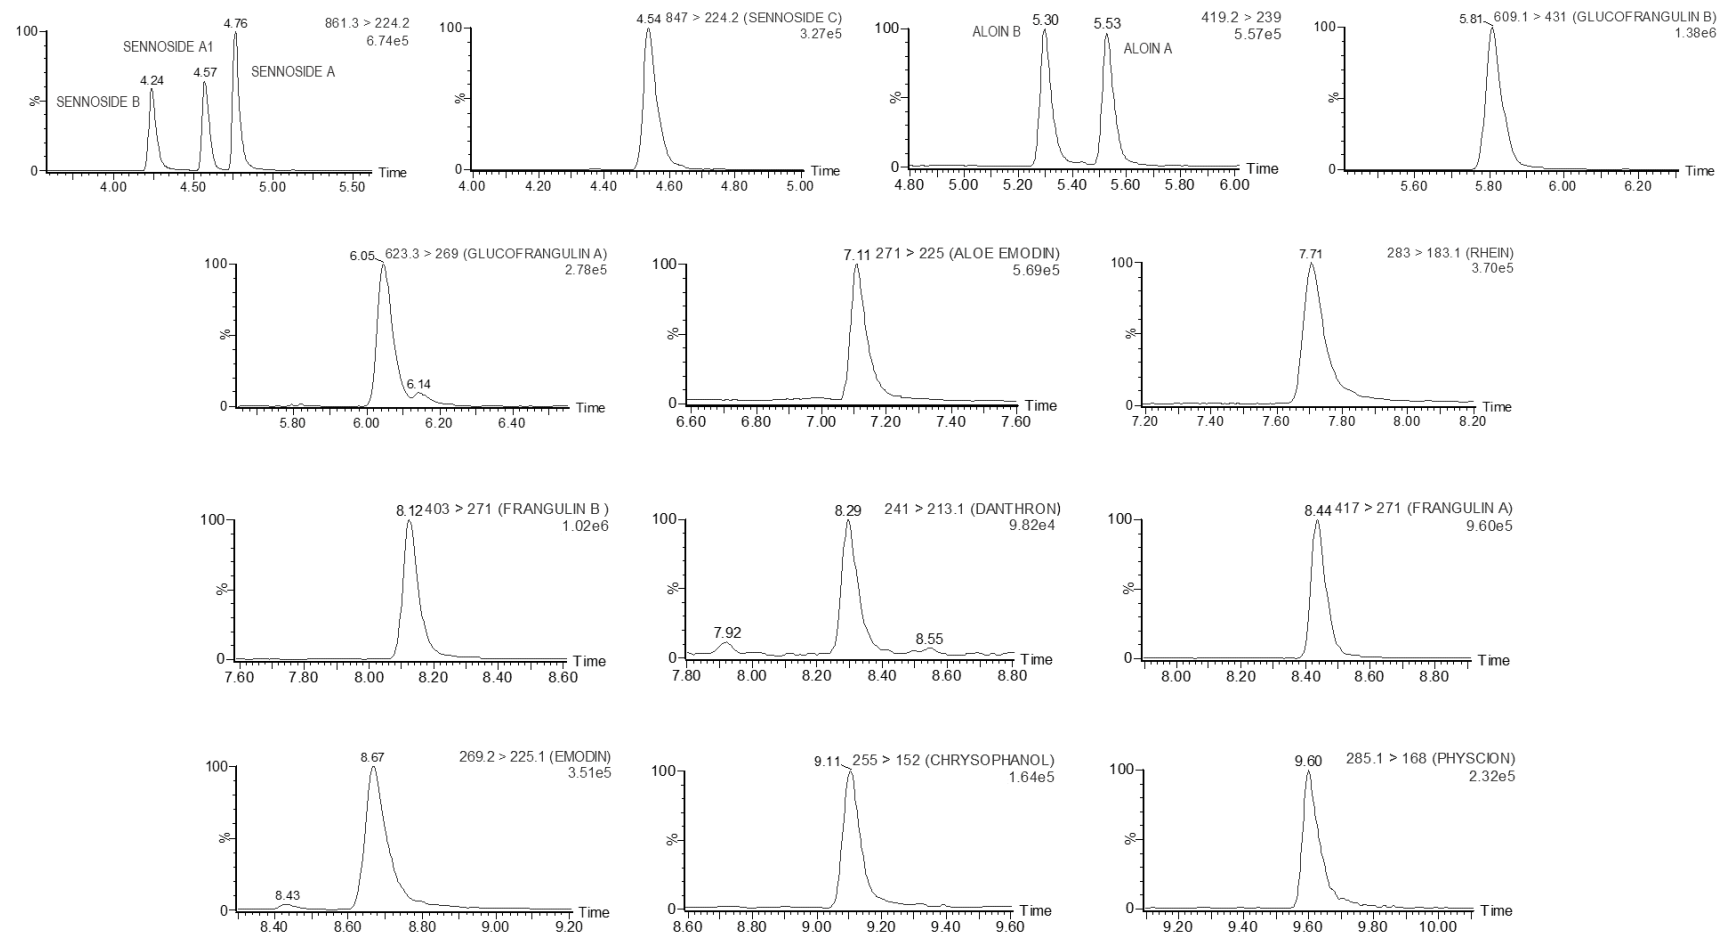 861.3 > 224.2
6.74e5
100
%
0
SENNOSIDE A1
SENNOSIDE A
SENNOSIDE B
4.24
4.57
4.76
4.00 4.50 5.00 5.50
Time
4.54 847 > 224.2 (SENNOSIDE C)
3.27e5
100
%
0
4.00 4.20 4.40 4.60 4.80 5.00
Time
419.2 > 239
5.57e5
100
%
0
ALOIN B
5.30
5.53
ALOIN A
4.80 5.00 5.20 5.40 5.60 5.80 6.00
Time
5.81 609.1 > 431 (GLUCOFRANGULIN B)
1.38e6
100
%
0
5.60 5.80 6.00 6.20
Time
6.05 623.3 > 269 (GLUCOFRANGULIN A)
2.78e5
100
%
0
6.14
5.80 6.00 6.20 6.40
Time
7.11 271 > 225 (ALOE EMODIN)
5.69e5
100
%
0
6.60 6.80 7.00 7.20 7.40 7.60
Time
7.71 283 > 183.1 (RHEIN)
3.70e5
100
%
0
7.20 7.40 7.60 7.80 8.00 8.20
Time
8.12 403 > 271 (FRANGULIN B )
1.02e6
100
%
0
7.60 7.80 8.00 8.20 8.40 8.60
Time
8.29 241 > 213.1 (DANTHRON)
9.82e4
100
%
0
7.92
8.55
7.80 8.00 8.20 8.40 8.60 8.80
Time
8.44 417 > 271 (FRANGULIN A)
9.60e5
100
%
0
8.00 8.20 8.40 8.60 8.80
Time
8.67 269.2 > 225.1 (EMODIN)
3.51e5
100
%
0
8.43
8.40 8.60 8.80 9.00 9.20
Time
9.11 255 > 152 (CHRYSOPHANOL)
1.64e5
100
%
0
8.60 8.80 9.00 9.20 9.40 9.60
Time
9.60 285.1 > 168 (PHYSCION)
2.32e5
100
%
0
9.20 9.40 9.60 9.80 10.00
Time